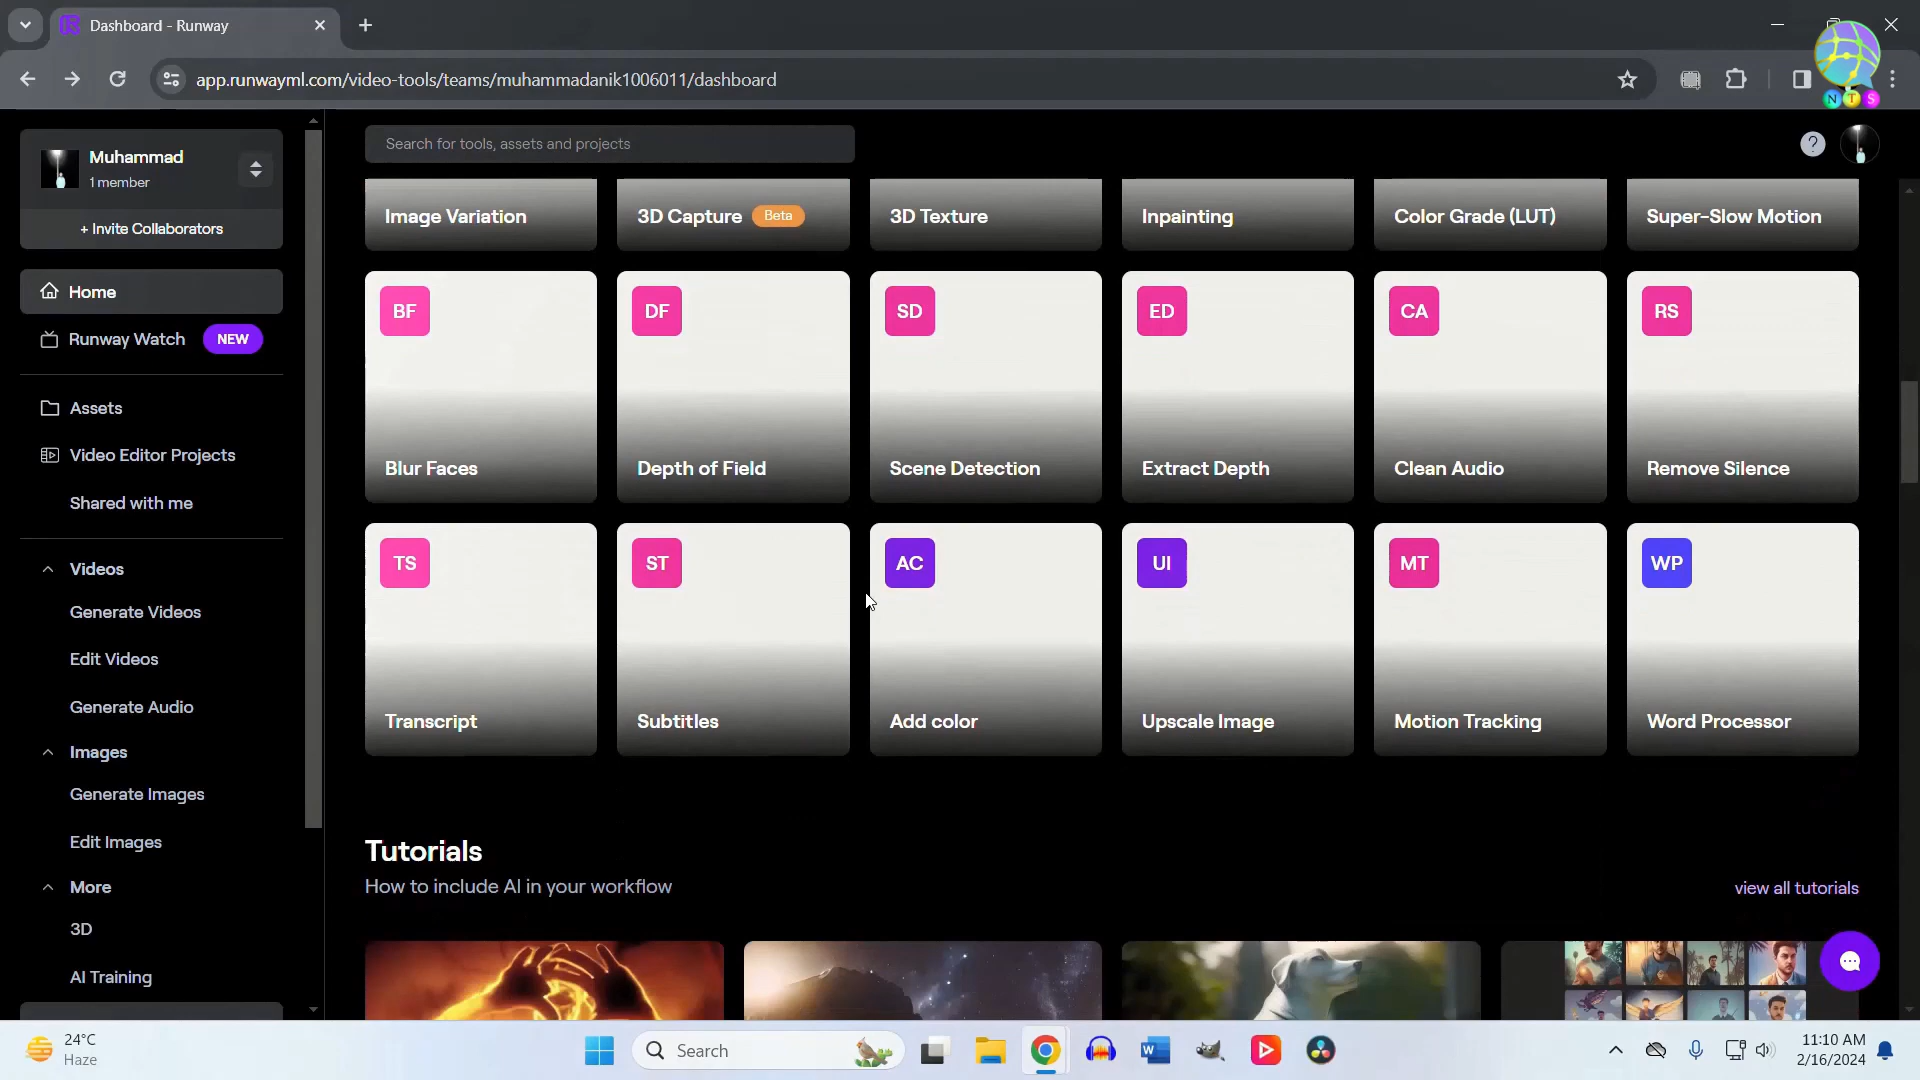 Dashboard - Runway
app.runwayml.com/video-tools/teams/muhammadanik1006011/dashboard
N T S
Muhammad
1 member
+ Invite Collaborators
Home
Runway Watch NEW
Assets
Video Editor Projects
Shared with me
Videos
Generate Videos
Edit Videos
Generate Audio
Images
Generate Images
Edit Images
More
3D
AI Training
Search for tools, assets and projects
Image Variation
3D Capture Beta
3D Texture
Inpainting
Color Grade (LUT)
Super-Slow Motion
BF
DF
SD
ED
CA
RS
Blur Faces
Depth of Field
Scene Detection
Extract Depth
Clean Audio
Remove Silence
TS
ST
AC
UI
MT
WP
Transcript
Subtitles
Add color
Upscale Image
Motion Tracking
Word Processor
Tutorials
How to include AI in your workflow
view all tutorials
24°C
Haze
Search
11:10 AM
2/16/2024